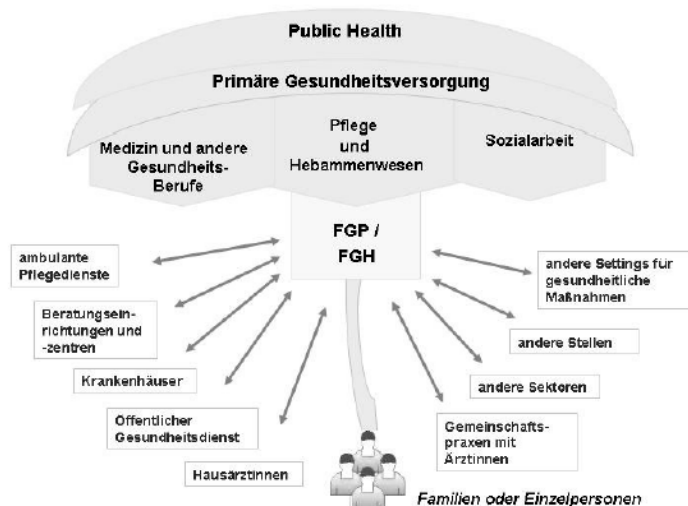 Public Health
Primäre Gesundheitsversorgung
Medizin und andere
Gesundheits-
Berufe
Pflege
und
Hebammenwesen
Sozialarbeit
FGP /
FGH
ambulante
Pflegedienste
Beratungsein-
richtungen und
-zentren
Krankenhäuser
Öffentlicher
Gesundheitsdienst
Hausärztinnen
andere Settings für
gesundheitliche
Maßnahmen
andere Stellen
andere Sektoren
Gemeinschafts-
praxen mit
Ärztinnen
Familien oder Einzelpersonen